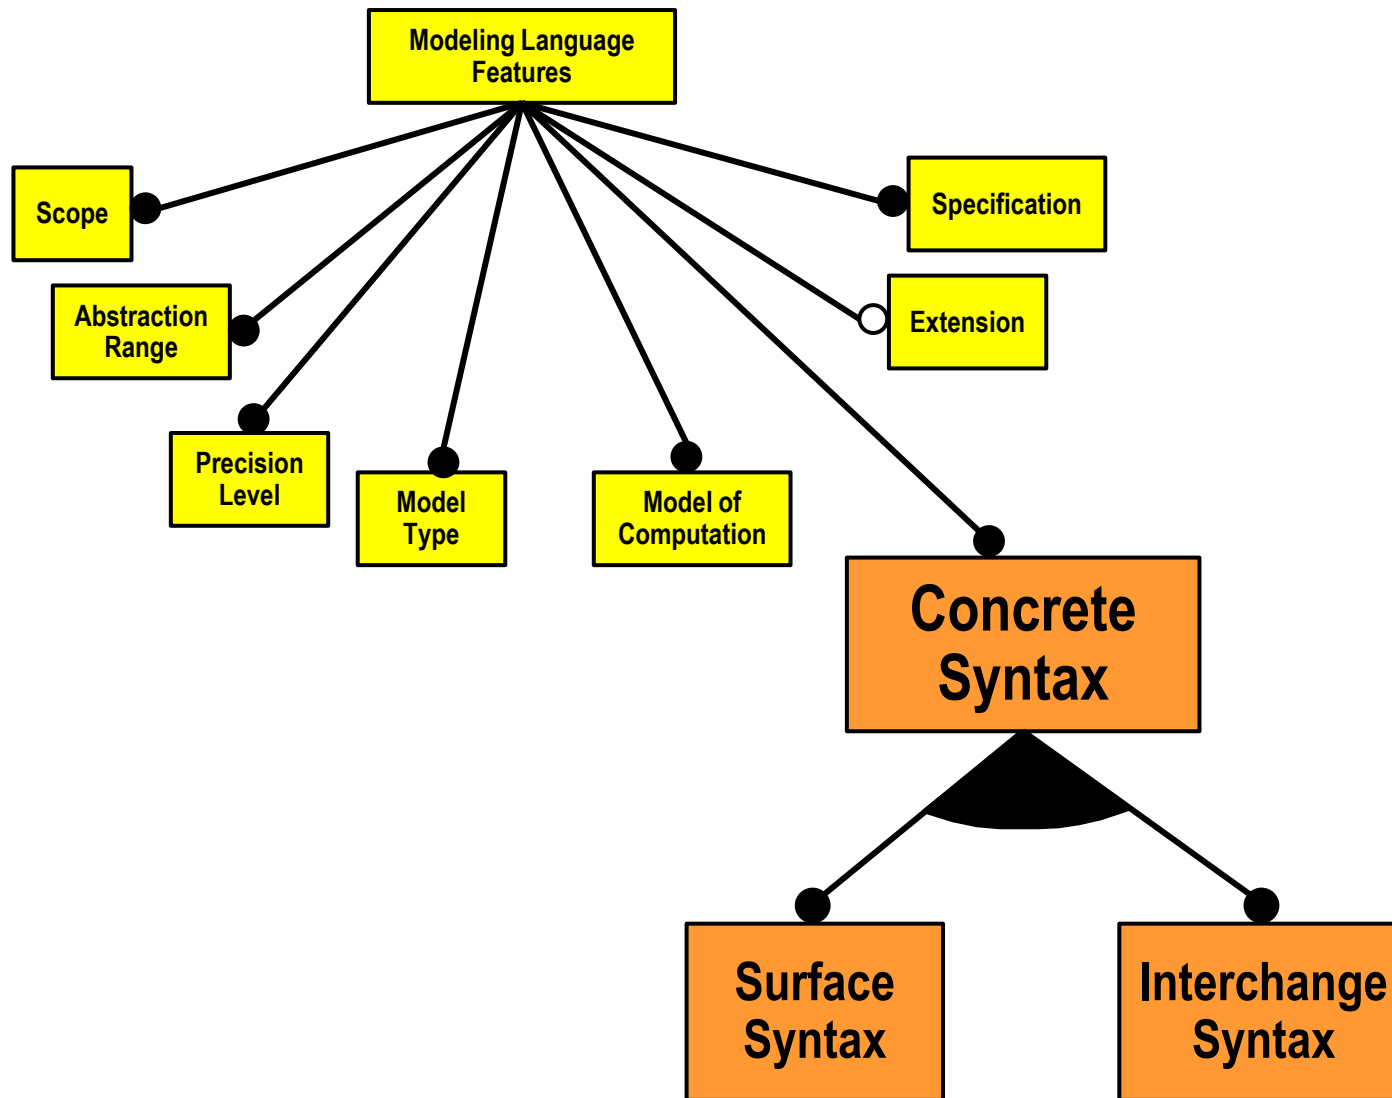 Modeling Language
Features
Scope
Specification
Abstraction
Range
Extension
Precision
Level
Model
Type
Model of
Computation
Concrete
Syntax
Surface
Syntax
Interchange
Syntax